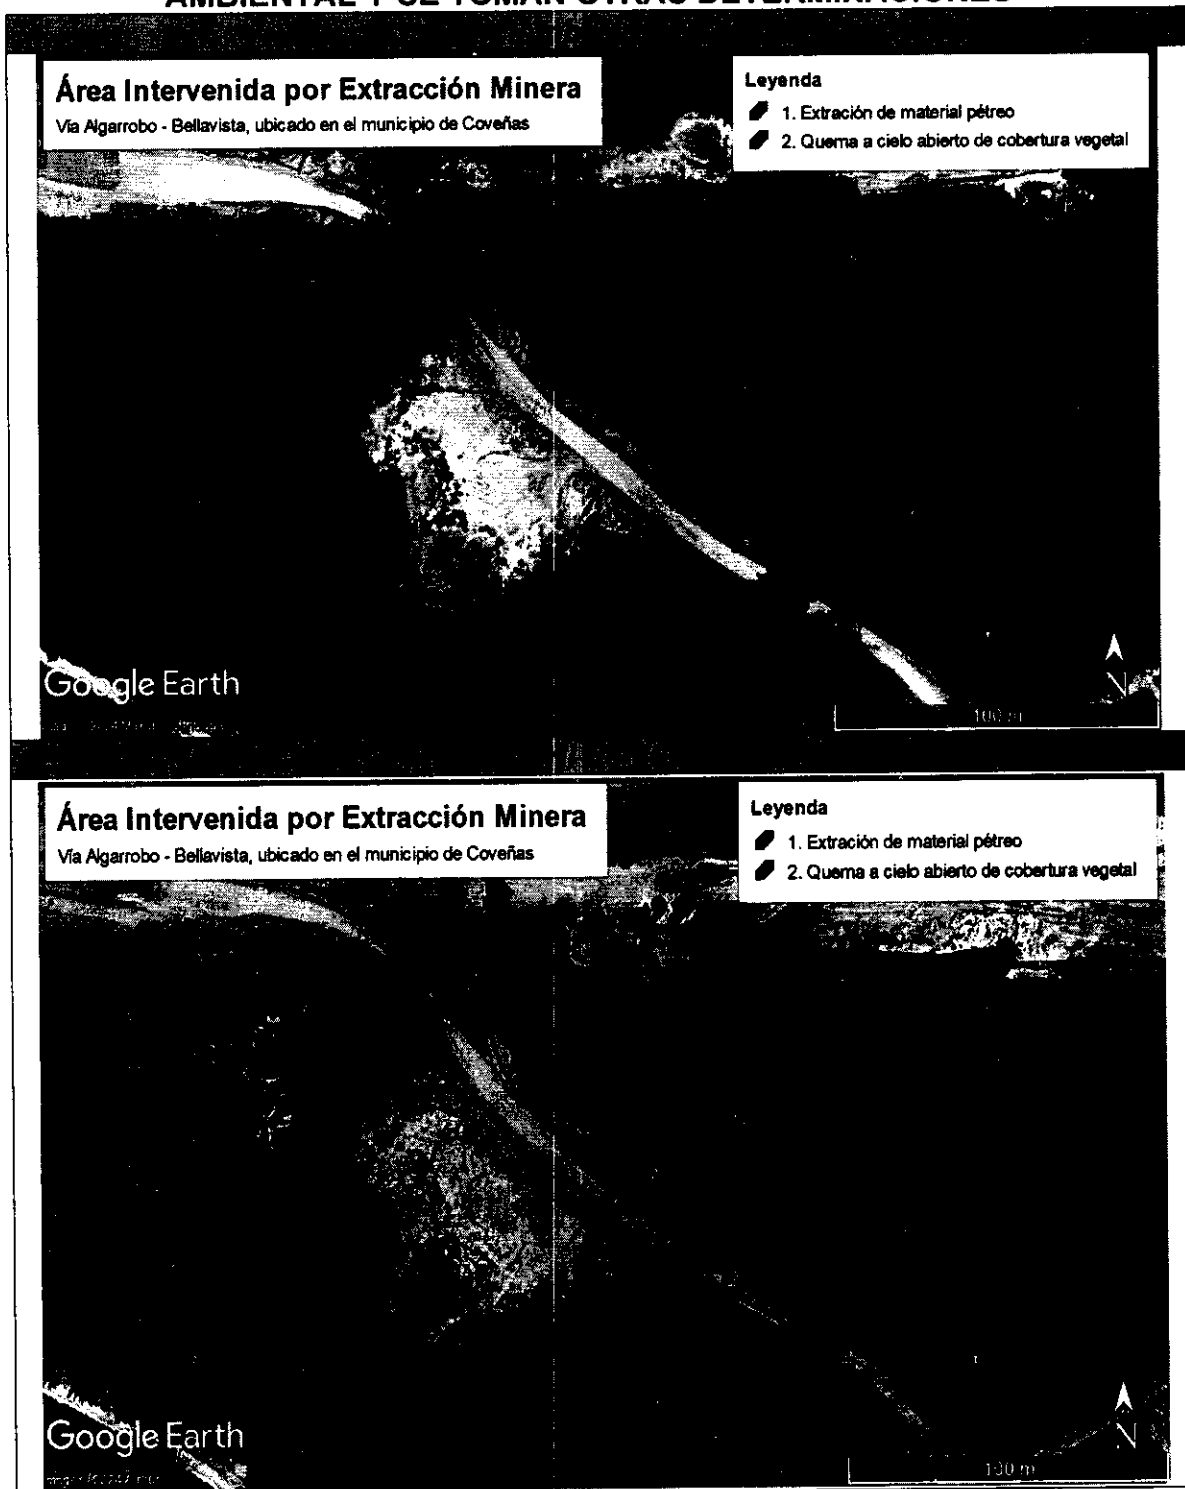 AMBIENTAL Y SE TOMAN OTRAS DETERMINACIONES
Área Intervenida por Extracción Minera
Vía Algarrobo - Bellavista, ubicado en el municipio de Coveñas
Leyenda
1. Extración de material pétreo
2. Quema a cielo abierto de cobertura vegetal
Google Earth
N
100 m
Área Intervenida por Extracción Minera
Vía Algarrobo - Bellavista, ubicado en el municipio de Coveñas
Leyenda
1. Extración de material pétreo
2. Quema a cielo abierto de cobertura vegetal
Google Earth
N
100 m